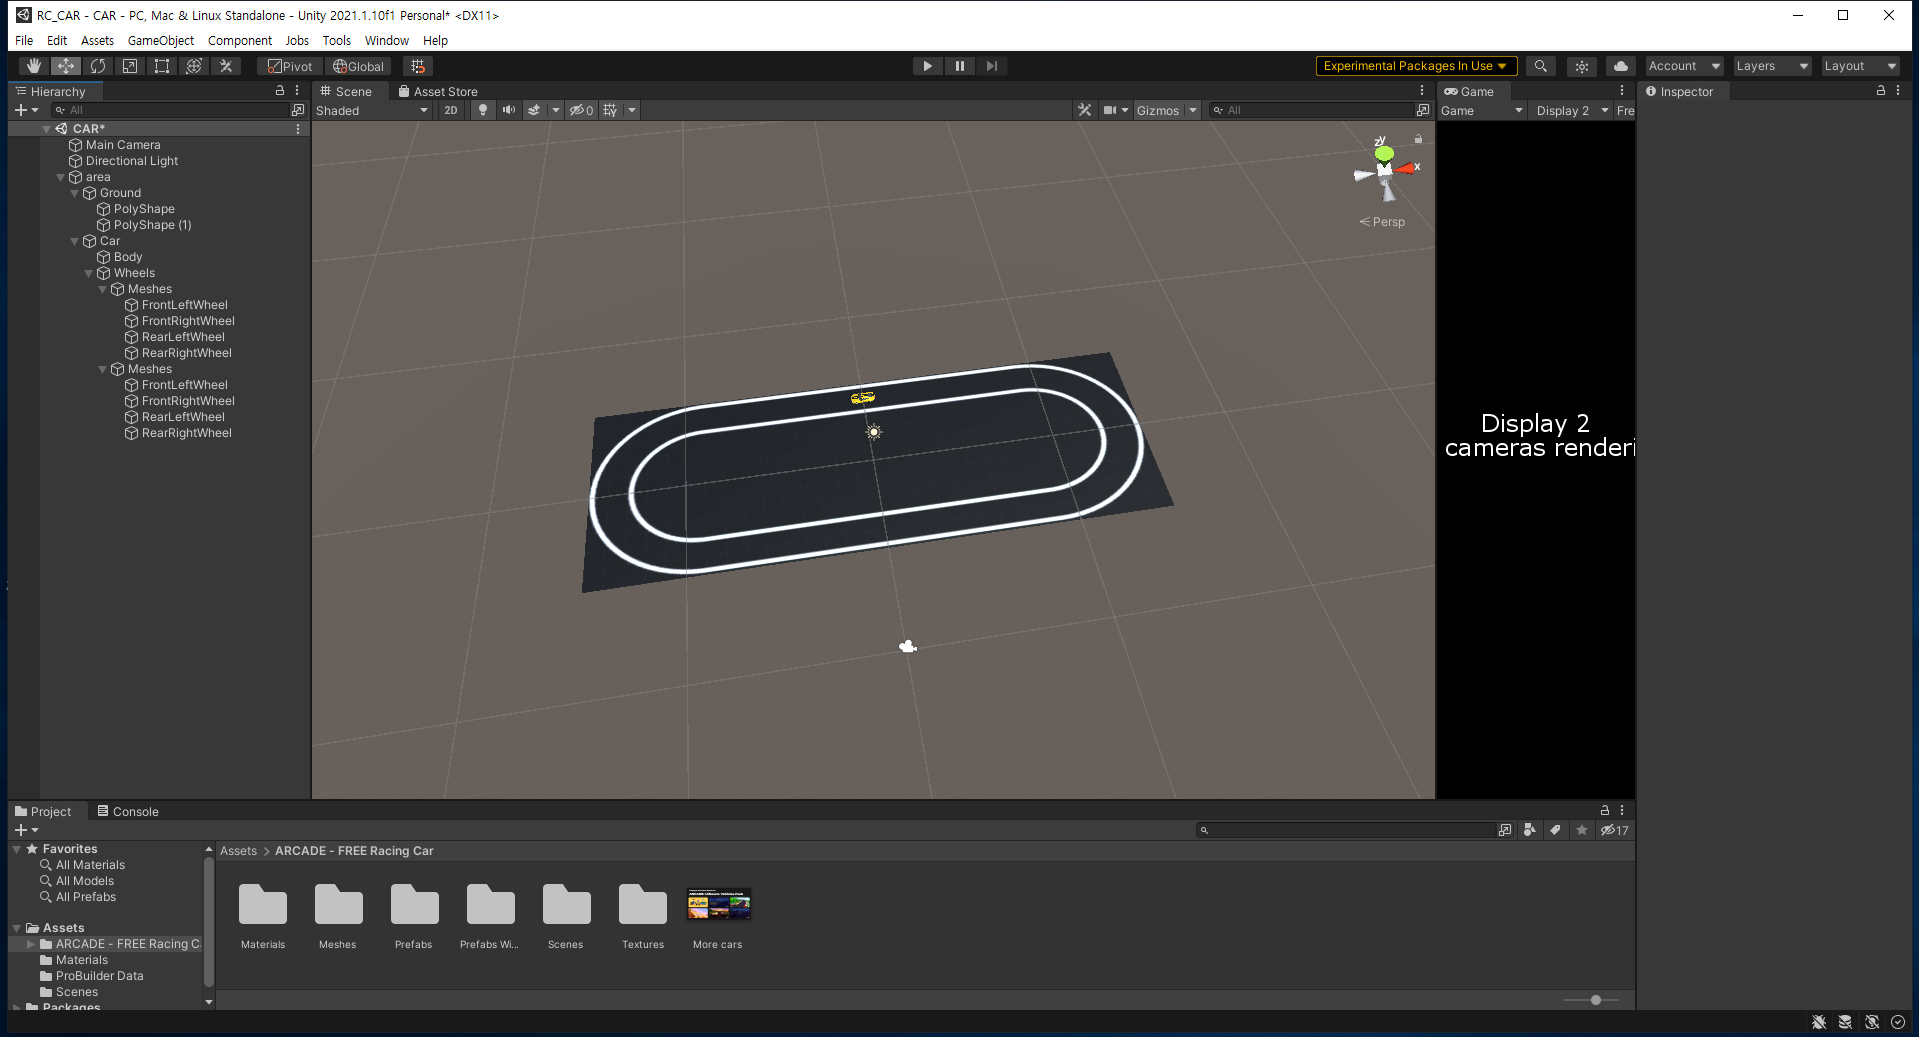 RC_CAR - CAR - PC, Mac & Linux Standalone - Unity 2021.1.10f1 Personal* <DX11>
File Edit Assets GameObject Component Jobs Tools Window Help
Pivot Global Experimental Packages In Use Account Layers Layout
Hierarchy
All
CAR*
Main Camera
Directional Light
area
Ground
PolyShape
PolyShape (1)
Car
Body
Wheels
Meshes
FrontLeftWheel
FrontRightWheel
RearLeftWheel
RearRightWheel
Meshes
FrontLeftWheel
FrontRightWheel
RearLeftWheel
RearRightWheel
Scene Asset Store
Shaded 2D 0 Gizmos All
y
z
x
Persp
Game
Game Display 2 Fre
Display 2
cameras renderi
Inspector
Project Console
17
Favorites
All Materials
All Models
All Prefabs
Assets
ARCADE - FREE Racing C
Materials
ProBuilder Data
Scenes
Packages
Assets > ARCADE - FREE Racing Car
Materials Meshes Prefabs Prefabs Wi... Scenes Textures More cars